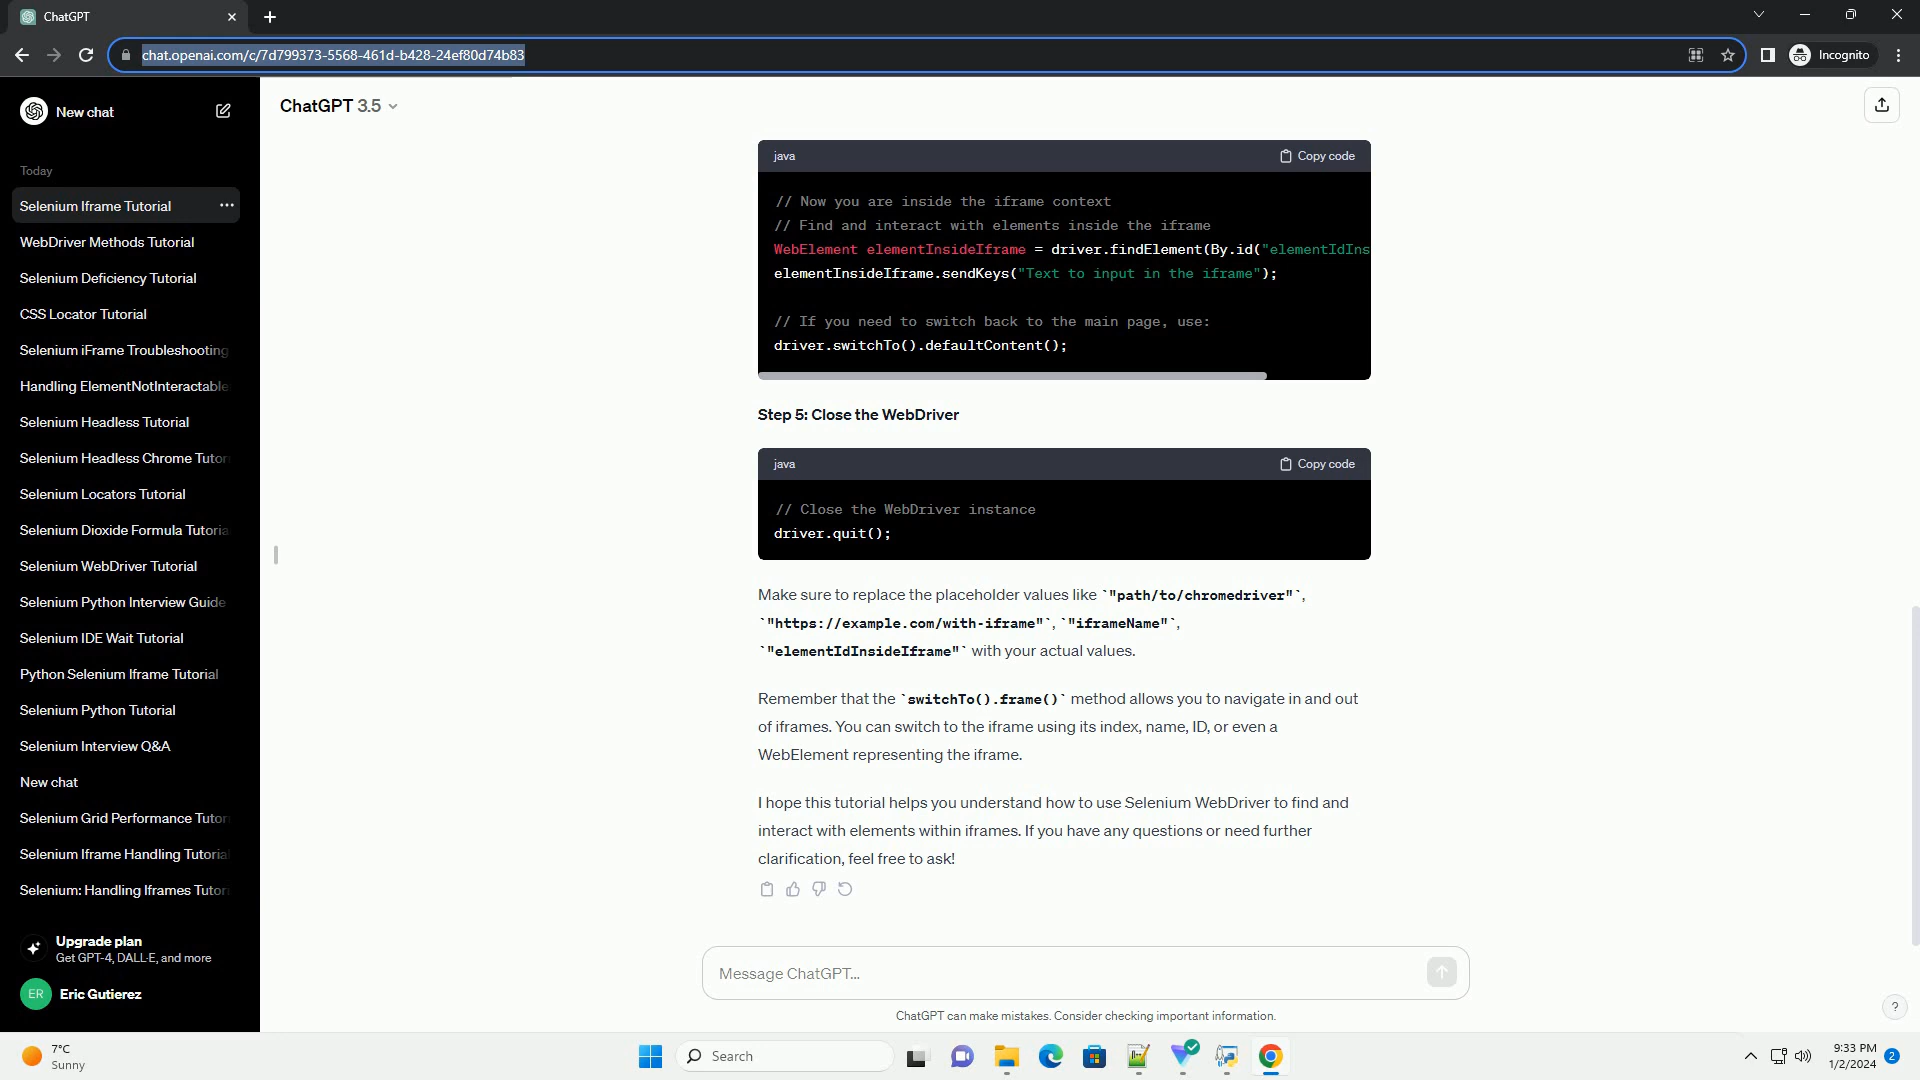 ChatGPT
chat.openai.com/c/7d799373-5568-461d-b428-24ef80d74b83
Incognito
New chat
Today
Selenium Iframe Tutorial
WebDriver Methods Tutorial
Selenium Deficiency Tutorial
CSS Locator Tutorial
Selenium iFrame Troubleshooting
Handling ElementNotInteractable
Selenium Headless Tutorial
Selenium Headless Chrome Tutor
Selenium Locators Tutorial
Selenium Dioxide Formula Tutoria
Selenium WebDriver Tutorial
Selenium Python Interview Guide
Selenium IDE Wait Tutorial
Python Selenium Iframe Tutorial
Selenium Python Tutorial
Selenium Interview Q&A
New chat
Selenium Grid Performance Tutor
Selenium Iframe Handling Tutoria
Selenium: Handling Iframes Tutor
Upgrade plan
Get GPT-4, DALL·E, and more
ER
Eric Gutierez
ChatGPT 3.5
java
Copy code
// Now you are inside the iframe context
// Find and interact with elements inside the iframe
WebElement elementInsideIframe = driver.findElement(By.id("elementIdIns
elementInsideIframe.sendKeys("Text to input in the iframe");
// If you need to switch back to the main page, use:
driver.switchTo().defaultContent();
Step 5: Close the WebDriver
java
Copy code
// Close the WebDriver instance
driver.quit();
Make sure to replace the placeholder values like `"path/to/chromedriver"`,
`"https://example.com/with-iframe"`, `"iframeName"`,
`"elementIdInsideIframe"` with your actual values.
Remember that the `switchTo().frame()` method allows you to navigate in and out
of iframes. You can switch to the iframe using its index, name, ID, or even a
WebElement representing the iframe.
I hope this tutorial helps you understand how to use Selenium WebDriver to find and
interact with elements within iframes. If you have any questions or need further
clarification, feel free to ask!
Message ChatGPT...
ChatGPT can make mistakes. Consider checking important information.
?
7°C
Sunny
Search
9:33 PM
1/2/2024
2